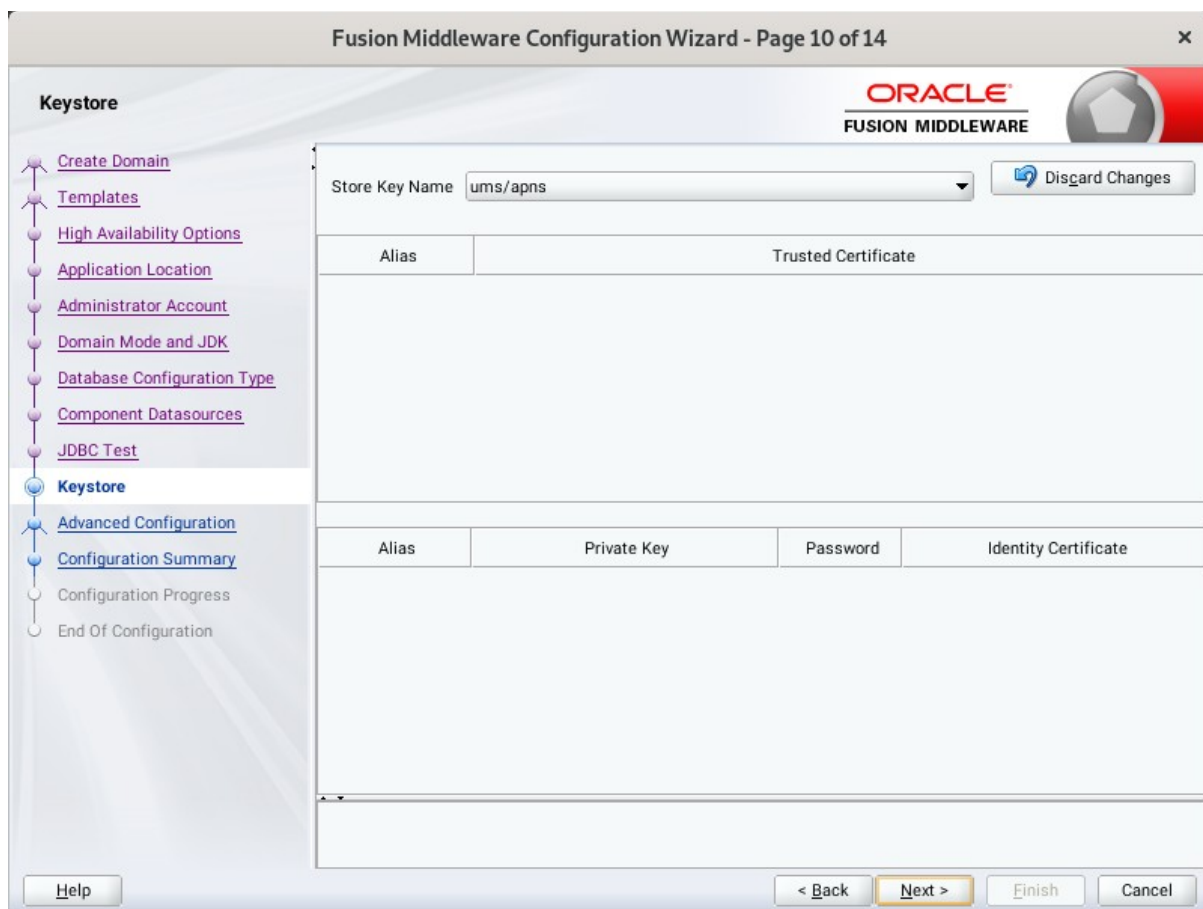 Fusion Middleware Configuration Wizard - Page 10 of 14
Keystore
ORACLE
FUSION MIDDLEWARE
Create Domain
Templates
High Availability Options
Application Location
Administrator Account
Domain Mode and JDK
Database Configuration Type
Component Datasources
JDBC Test
Keystore
Advanced Configuration
Configuration Summary
Configuration Progress
End Of Configuration
Store Key Name ums/apns Discard Changes
Alias Trusted Certificate
Alias Private Key Password Identity Certificate
Help < Back Next > Finish Cancel